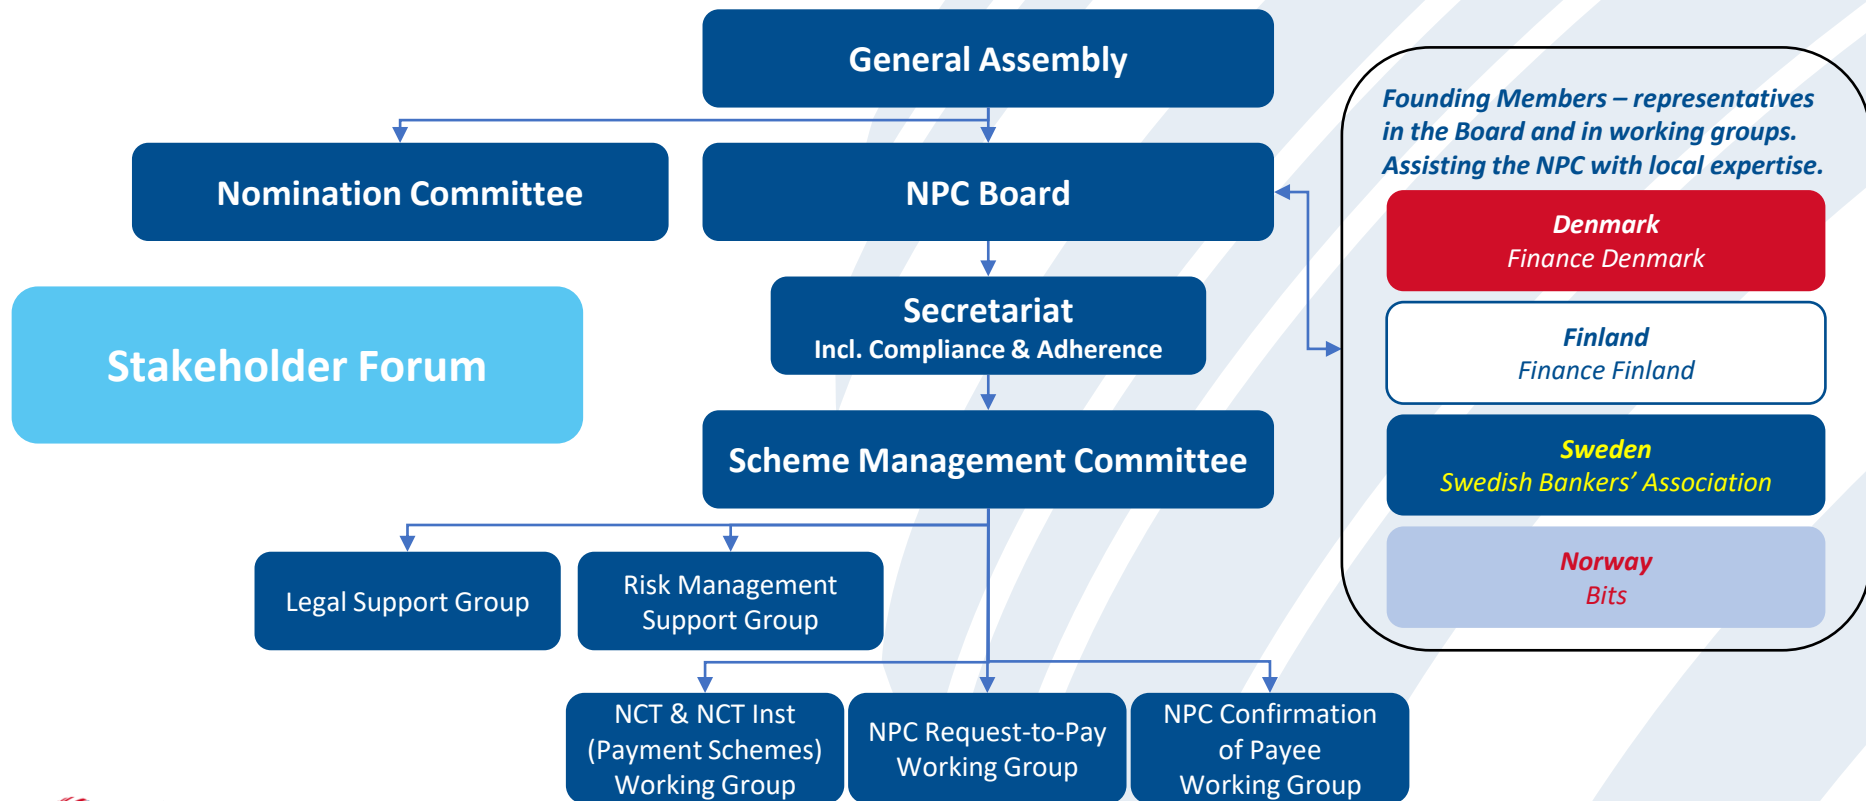 General Assembly
Nomination Committee
NPC Board
Stakeholder Forum
Secretariat
Incl. Compliance & Adherence
Scheme Management Committee
Legal Support Group
Risk Management
Support Group
NCT & NCT Inst
(Payment Schemes)
Working Group
NPC Request-to-Pay
Working Group
NPC Confirmation
of Payee
Working Group
Founding Members – representatives
in the Board and in working groups.
Assisting the NPC with local expertise.
Denmark
Finance Denmark
Finland
Finance Finland
Sweden
Swedish Bankers’ Association
Norway
Bits